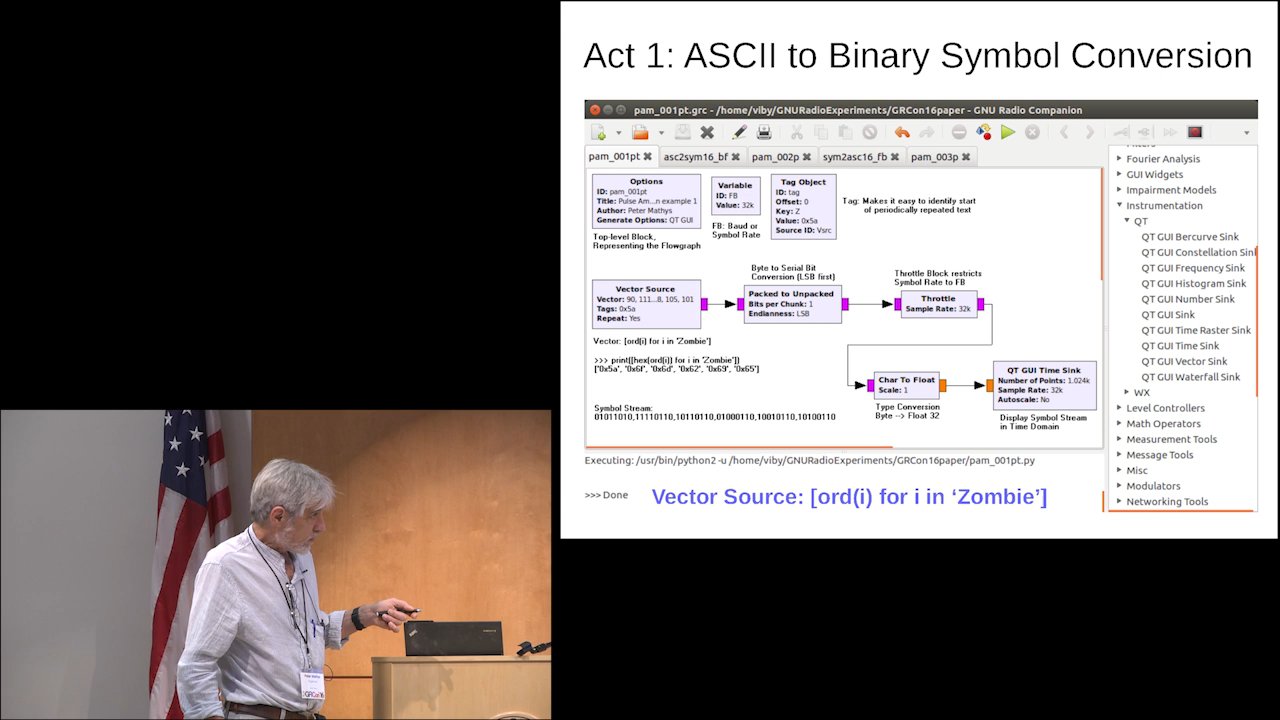 Act 1: ASCII to Binary Symbol Conversion
pam_001pt.grc - /home/viby/GNURadioExperiments/GRCon16paper - GNU Radio Companion
pam_001pt asc2sym16_bf pam_002p sym2asc16_fb pam_003p
Options
ID: pam_001pt
Title: Pulse Am...n example 1
Author: Peter Mathys
Generate Options: QT GUI
Top-level Block,
Representing the Flowgraph
Variable
ID: FB
Value: 32k
FB: Baud or
Symbol Rate
Tag Object
ID: tag
Offset: 0
Key: Z
Value: 0x5a
Source ID: Vsrc
Tag: Makes it easy to identify start
of periodically repeated text
Vector Source
Vector: 90, 111...8, 105, 101
Tags: 0x5a
Repeat: Yes
Byte to Serial Bit
Conversion (LSB first)
Packed to Unpacked
Bits per Chunk: 1
Endianness: LSB
Throttle Block restricts
Symbol Rate to FB
Throttle
Sample Rate: 32k
Vector: [ord(i) for i in 'Zombie']
>>> print([hex(ord(i)) for i in 'Zombie'])
['0x5a', '0x6f', '0x6d', '0x62', '0x69', '0x65']
Char To Float
Scale: 1
Type Conversion
Byte --> Float 32
QT GUI Time Sink
Number of Points: 1.024k
Sample Rate: 32k
Autoscale: No
Display Symbol Stream
in Time Domain
Symbol Stream:
01011010,11110110,10110110,01000110,10010110,10100110
Fourier Analysis
GUI Widgets
Impairment Models
Instrumentation
QT
QT GUI Bercurve Sink
QT GUI Constellation Sink
QT GUI Frequency Sink
QT GUI Histogram Sink
QT GUI Number Sink
QT GUI Sink
QT GUI Time Raster Sink
QT GUI Time Sink
QT GUI Vector Sink
QT GUI Waterfall Sink
WX
Level Controllers
Math Operators
Measurement Tools
Message Tools
Misc
Modulators
Networking Tools
Executing: /usr/bin/python2 -u /home/viby/GNURadioExperiments/GRCon16paper/pam_001pt.py
>>> Done
Vector Source: [ord(i) for i in ‘Zombie’]